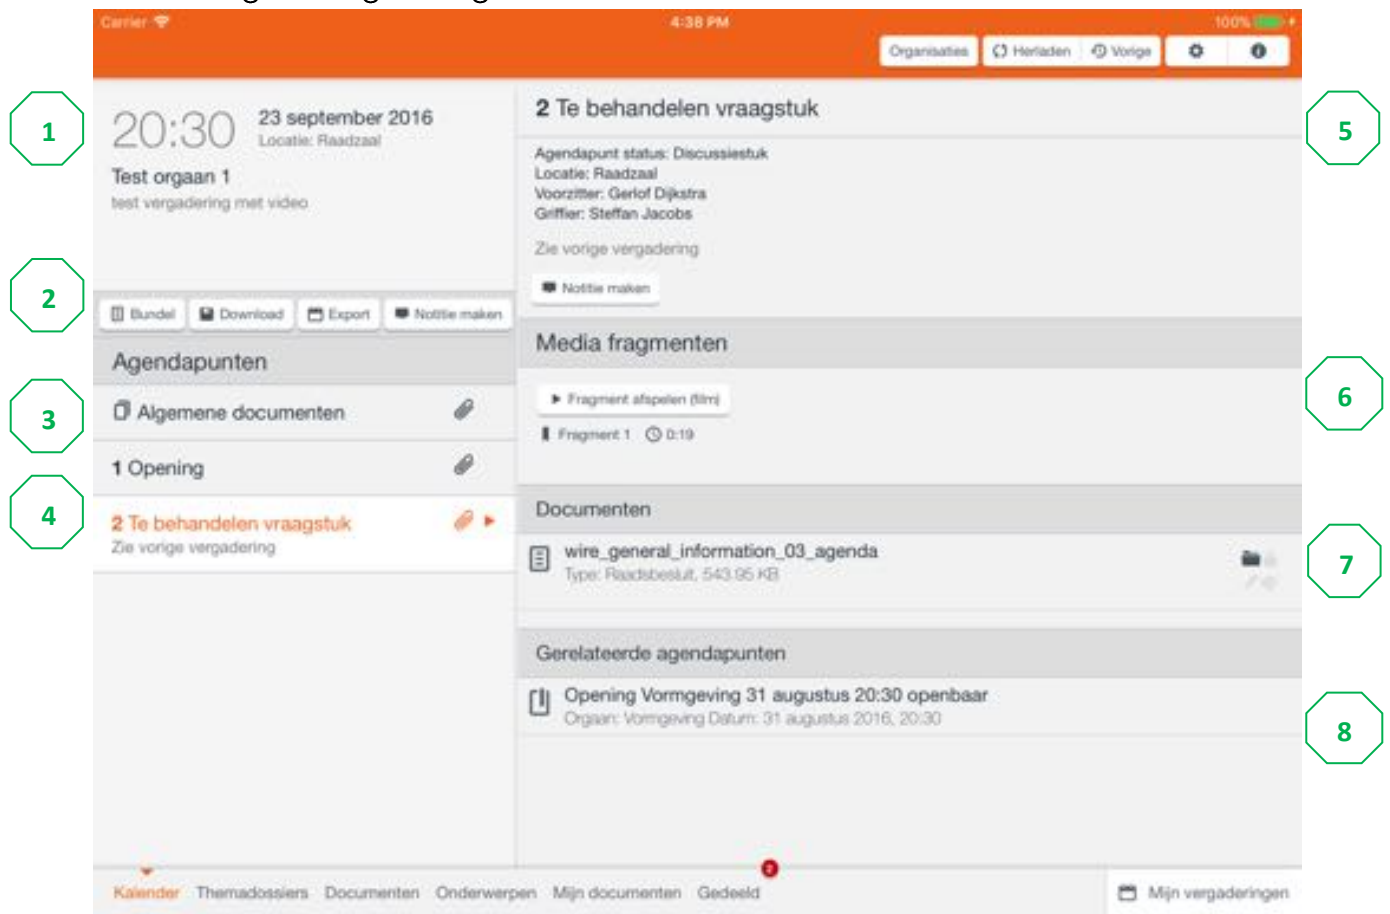 Carrier 4:38 PM 100%
Organisaties Herladen Vorige
1
20:30 23 september 2016
Locatie: Raadzaal
Test orgaan 1
test vergadering met video
2
Bundel Download Export Notitie maken
Agendapunten
3
Algemene documenten
1 Opening
4
2 Te behandelen vraagstuk
Zie vorige vergadering
2 Te behandelen vraagstuk
5
Agendapunt status: Discussiestuk
Locatie: Raadzaal
Voorzitter: Gerlof Dijkstra
Griffier: Steffan Jacobs
Zie vorige vergadering
Notitie maken
Media fragmenten
6
Fragment afspelen (film)
Fragment 1 0:19
Documenten
wire_general_information_03_agenda
Type: Raadsbesluit, 543.95 KB
7
Gerelateerde agendapunten
Opening Vormgeving 31 augustus 20:30 openbaar
Orgaan: Vormgeving Datum: 31 augustus 2016, 20:30
8
2
Kalender Themadossiers Documenten Onderwerpen Mijn documenten Gedeeld Mijn vergaderingen